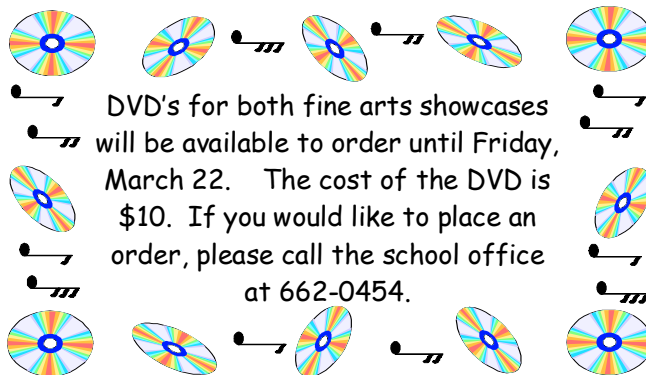 DVD's for both fine arts showcases
will be available to order until Friday,
March 22.    The cost of the DVD is
$10.  If you would like to place an
order, please call the school office
at 662-0454.